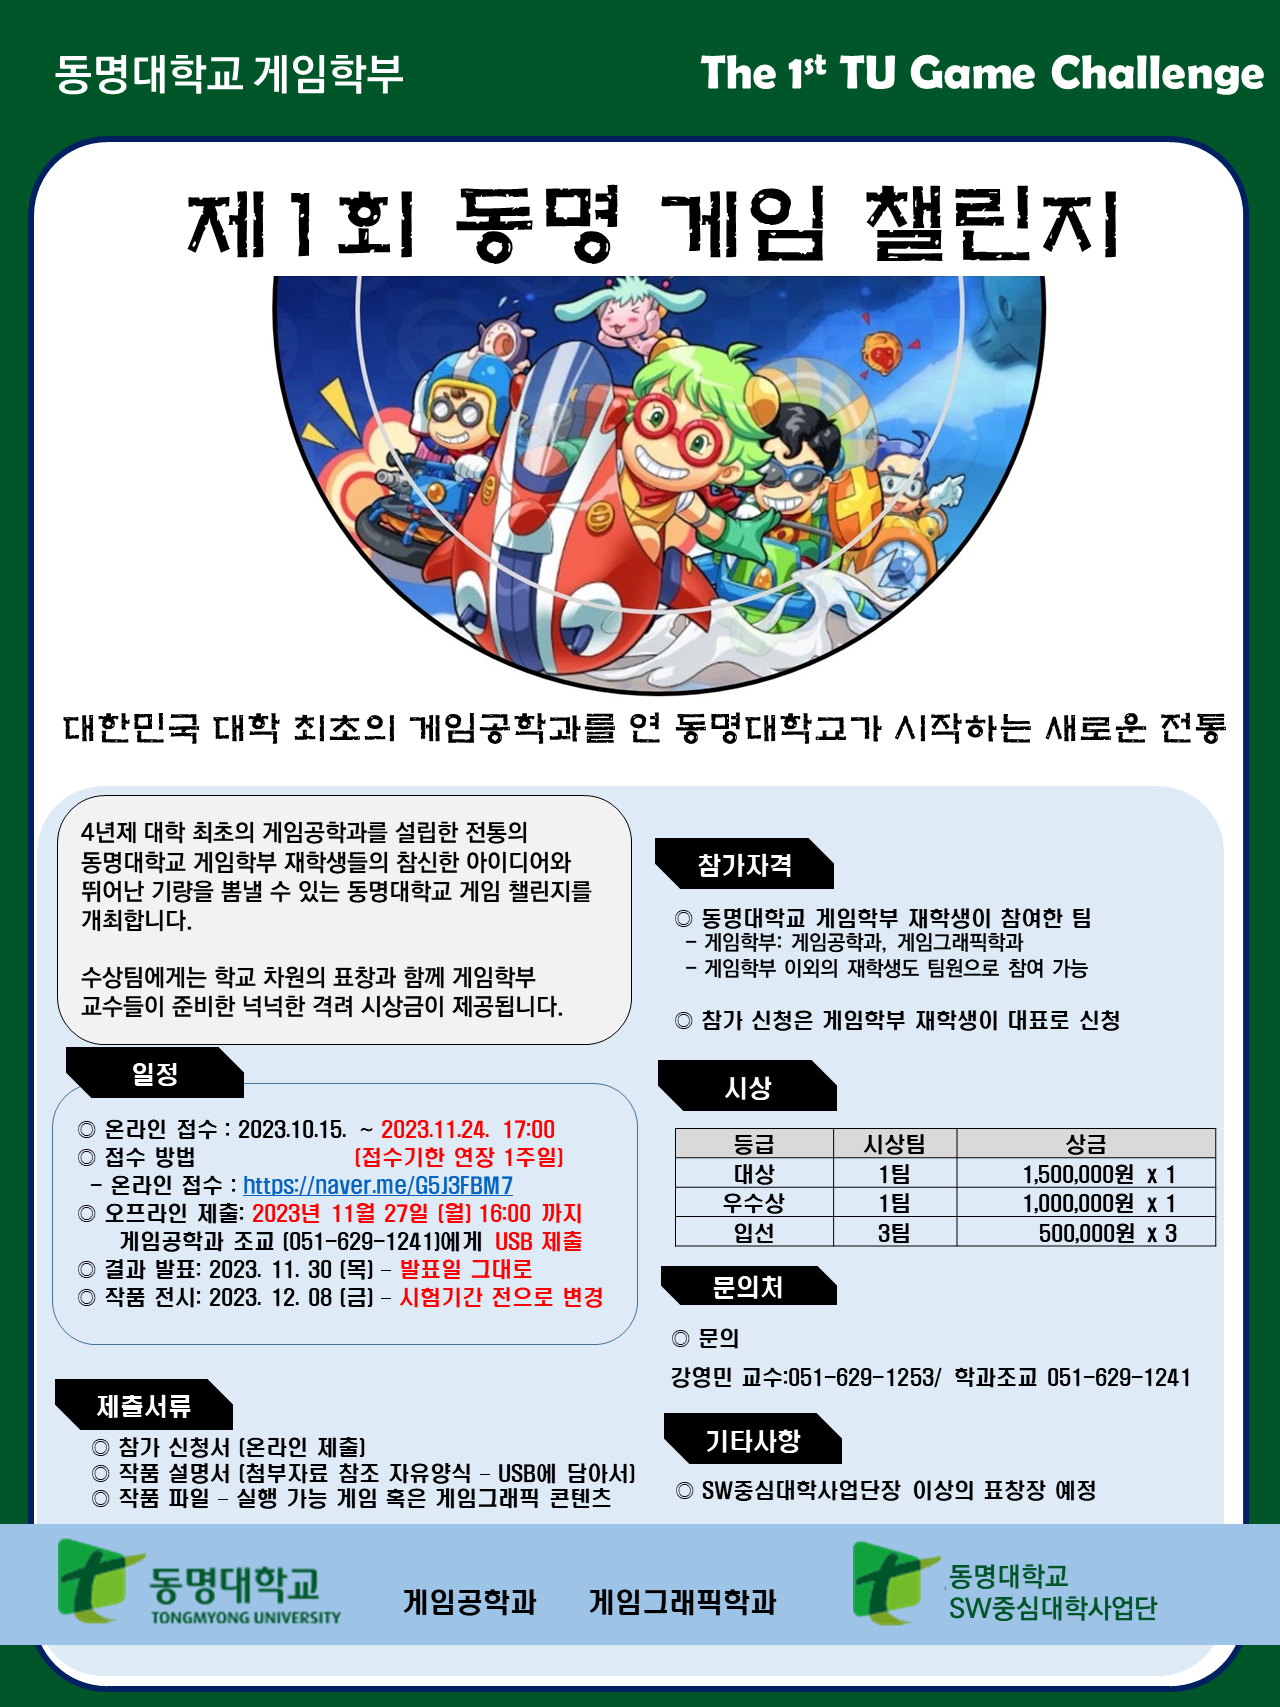 동명대학교 게임학부
The 1st TU Game Challenge
제1회 동명 게임 챌린지
대한민국 대학 최초의 게임공학과를 연 동명대학교가 시작하는 새로운 전통
4년제 대학 최초의 게임공학과를 설립한 전통의
동명대학교 게임학부 재학생들의 참신한 아이디어와
뛰어난 기량을 뽐낼 수 있는 동명대학교 게임 챌린지를
개최합니다.
수상팀에게는 학교 차원의 표창과 함께 게임학부
교수들이 준비한 넉넉한 격려 시상금이 제공됩니다.
일정
◎ 온라인 접수 : 2023.10.15. ~ 2023.11.24. 17:00
◎ 접수 방법 (접수기한 연장 1주일)
- 온라인 접수 : https://naver.me/G5J3FBM7
◎ 오프라인 제출: 2023년 11월 27일 (월) 16:00 까지
게임공학과 조교 (051-629-1241)에게 USB 제출
◎ 결과 발표: 2023. 11. 30 (목) – 발표일 그대로
◎ 작품 전시: 2023. 12. 08 (금) – 시험기간 전으로 변경
제출서류
◎ 참가 신청서 (온라인 제출)
◎ 작품 설명서 (첨부자료 참조 자유양식 – USB에 담아서)
◎ 작품 파일 – 실행 가능 게임 혹은 게임그래픽 콘텐츠
참가자격
◎ 동명대학교 게임학부 재학생이 참여한 팀
- 게임학부: 게임공학과, 게임그래픽학과
- 게임학부 이외의 재학생도 팀원으로 참여 가능
◎ 참가 신청은 게임학부 재학생이 대표로 신청
시상
등급 시상팀 상금
대상 1팀 1,500,000원 x 1
우수상 1팀 1,000,000원 x 1
입선 3팀 500,000원 x 3
문의처
◎ 문의
강영민 교수:051-629-1253/ 학과조교 051-629-1241
기타사항
◎ SW중심대학사업단장 이상의 표창장 예정
동명대학교
TONGMYONG UNIVERSITY
게임공학과 게임그래픽학과
동명대학교
SW중심대학사업단